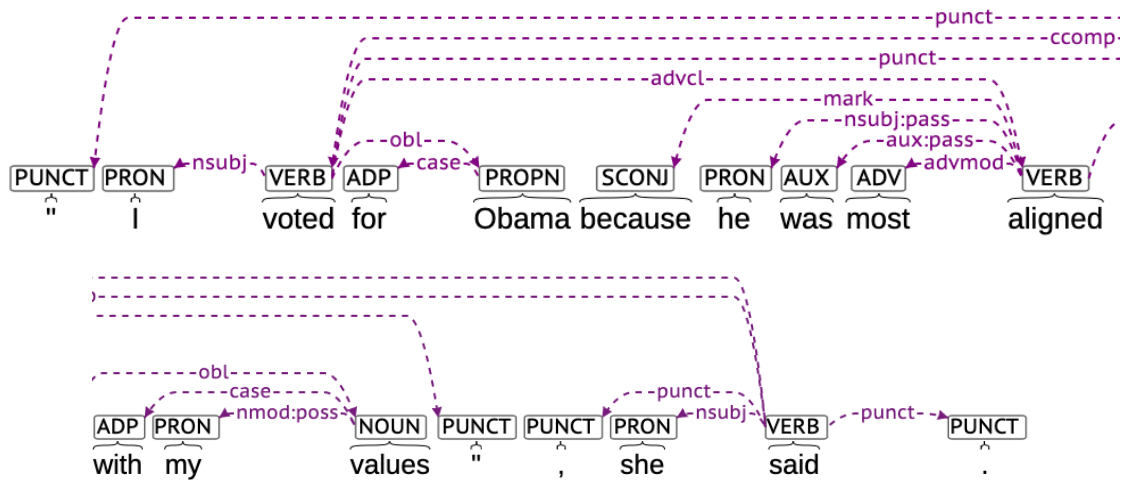 punct
ccomp
punct
advcl
mark
nsubj:pass
obl aux:pass
nsubj case advmod
PUNCT PRON VERB ADP PROPN SCONJ PRON AUX ADV VERB
" I voted for Obama because he was most aligned
obl
case punct
nmod:poss nsubj punct
ADP PRON NOUN PUNCT PUNCT PRON VERB PUNCT
with my values " , she said .